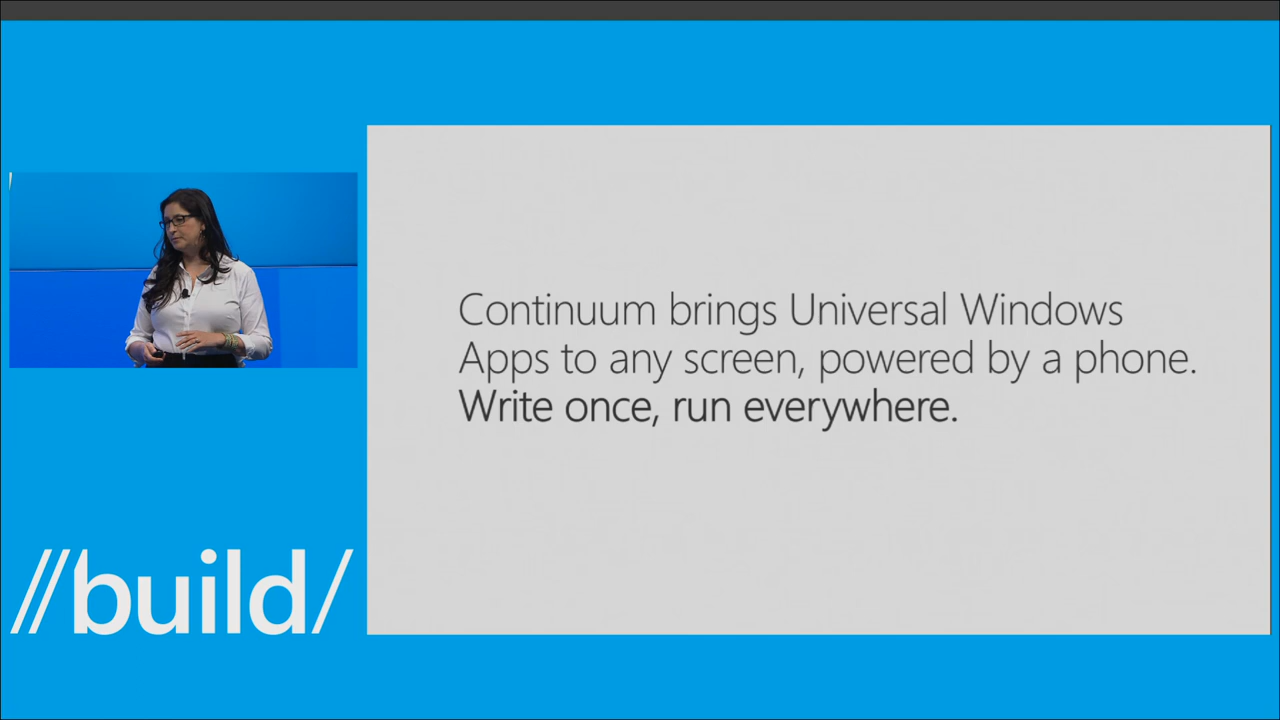 Continuum brings Universal Windows
Apps to any screen, powered by a phone.
Write once, run everywhere.
//build/